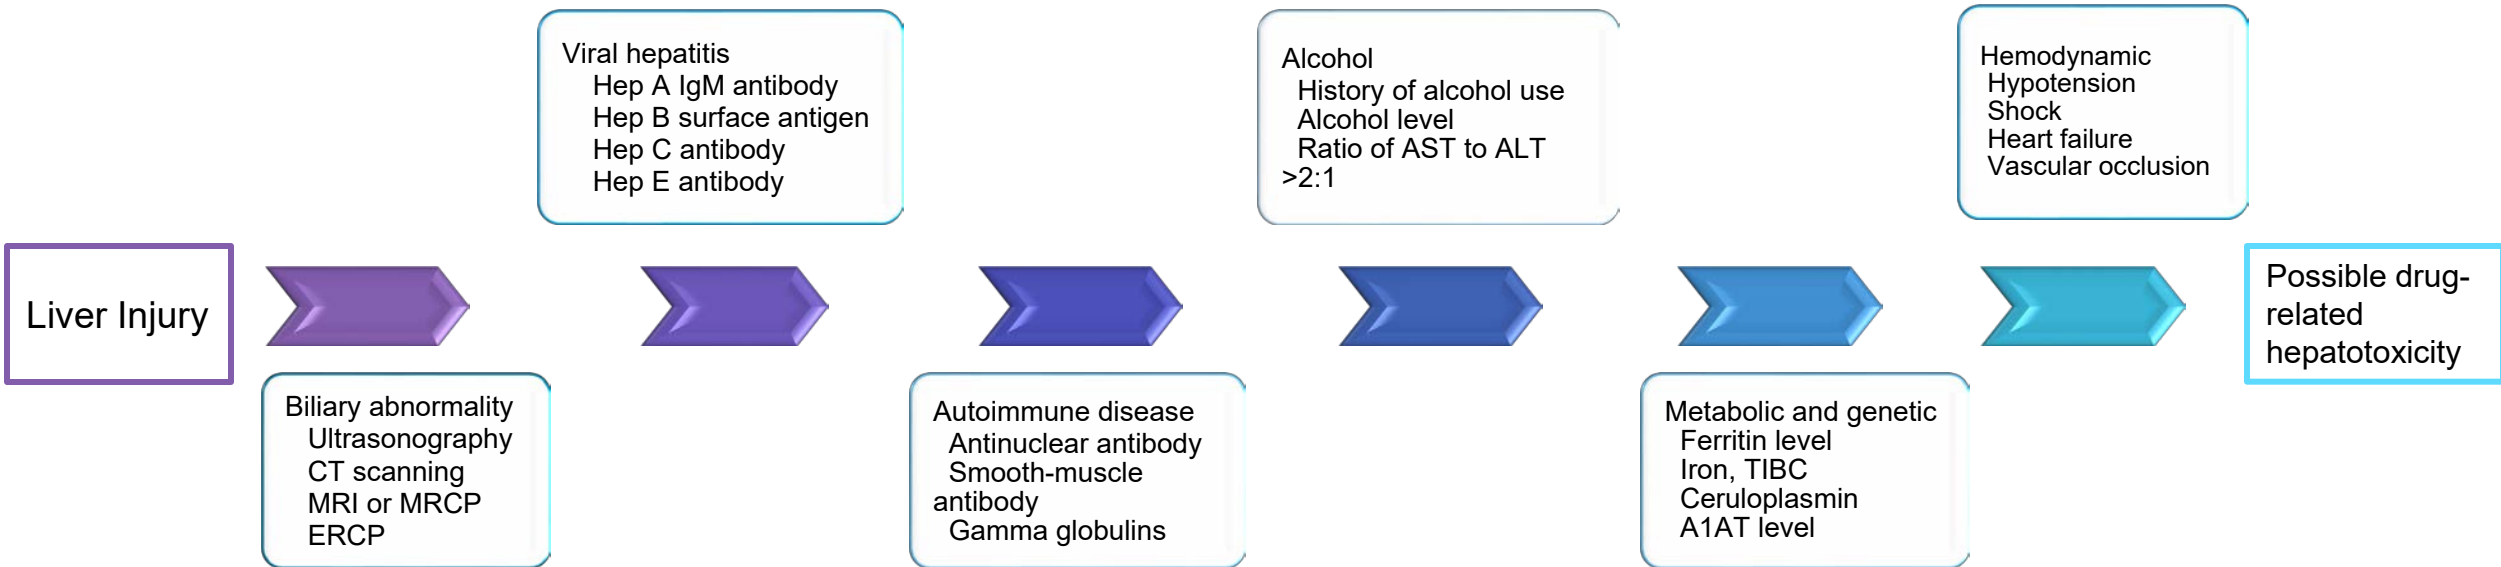 Liver Injury
Biliary abnormality
Ultrasonography
CT scanning
MRI or MRCP
ERCP
Viral hepatitis
Hep A IgM antibody
Hep B surface antigen
Hep C antibody
Hep E antibody
Autoimmune disease
Antinuclear antibody
Smooth-muscle
antibody
Gamma globulins
Alcohol
History of alcohol use
Alcohol level
Ratio of AST to ALT
>2:1
Metabolic and genetic
Ferritin level
Iron, TIBC
Ceruloplasmin
A1AT level
Hemodynamic
Hypotension
Shock
Heart failure
Vascular occlusion
Possible drug-
related
hepatotoxicity